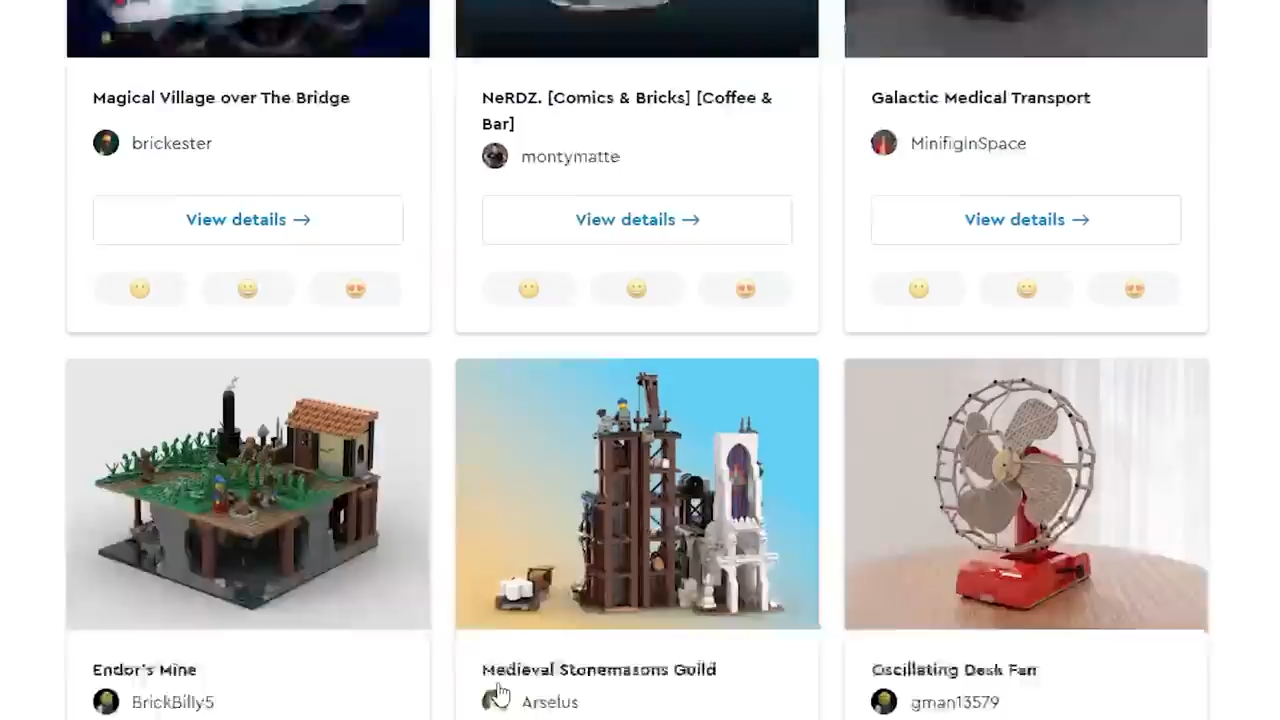 Magical Village over The Bridge
brickester
View details →
NeRDZ. [Comics & Bricks] [Coffee &
Bar]
montymatte
View details →
Galactic Medical Transport
MinifigInSpace
View details →
Endor's Mine
BrickBilly5
Medieval Stonemasons Guild
Arselus
Oscillating Desk Fan
gman13579